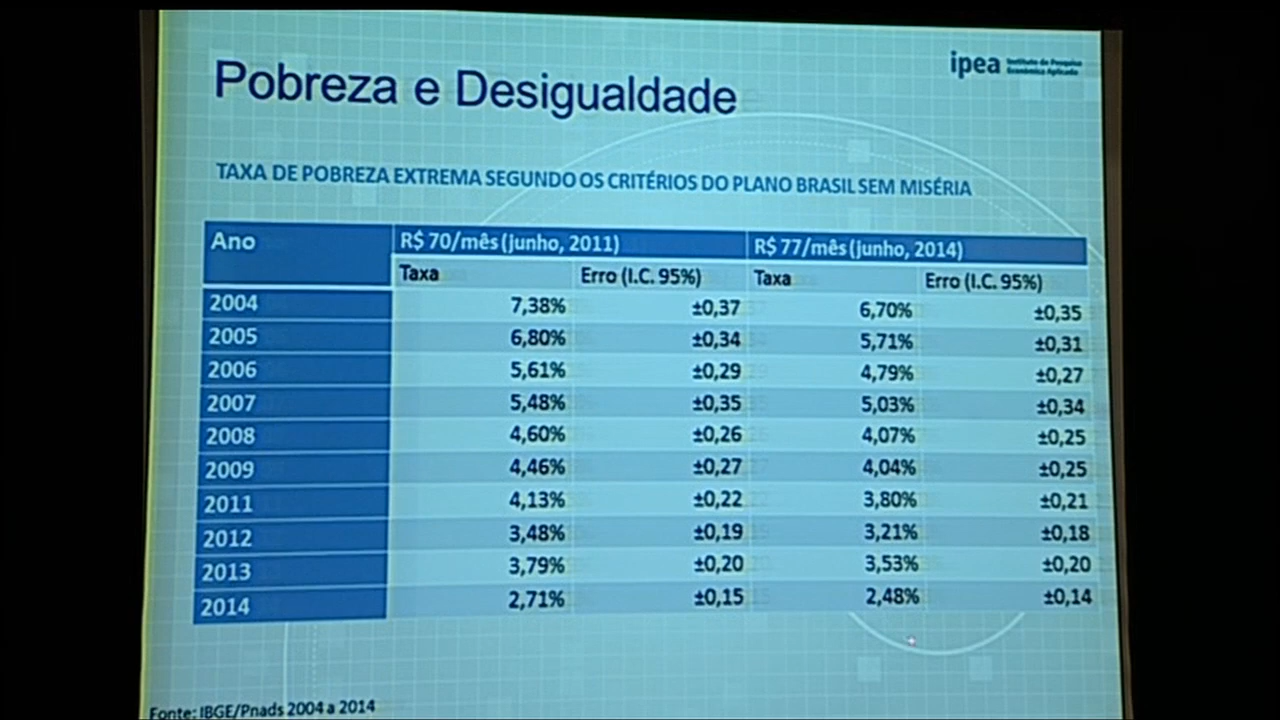 ipea Instituto de Pesquisa
Econômica Aplicada
Pobreza e Desigualdade
TAXA DE POBREZA EXTREMA SEGUNDO OS CRITÉRIOS DO PLANO BRASIL SEM MISÉRIA
Ano R$ 70/mês (junho, 2011) R$ 77/mês (junho, 2014)
Taxa Erro (I.C. 95%) Taxa Erro (I.C. 95%)
2004 7,38% ±0,37 6,70% ±0,35
2005 6,80% ±0,34 5,71% ±0,31
2006 5,61% ±0,29 4,79% ±0,27
2007 5,48% ±0,35 5,03% ±0,34
2008 4,60% ±0,26 4,07% ±0,25
2009 4,46% ±0,27 4,04% ±0,25
2011 4,13% ±0,22 3,80% ±0,21
2012 3,48% ±0,19 3,21% ±0,18
2013 3,79% ±0,20 3,53% ±0,20
2014 2,71% ±0,15 2,48% ±0,14
Fonte: IBGE/Pnads 2004 a 2014